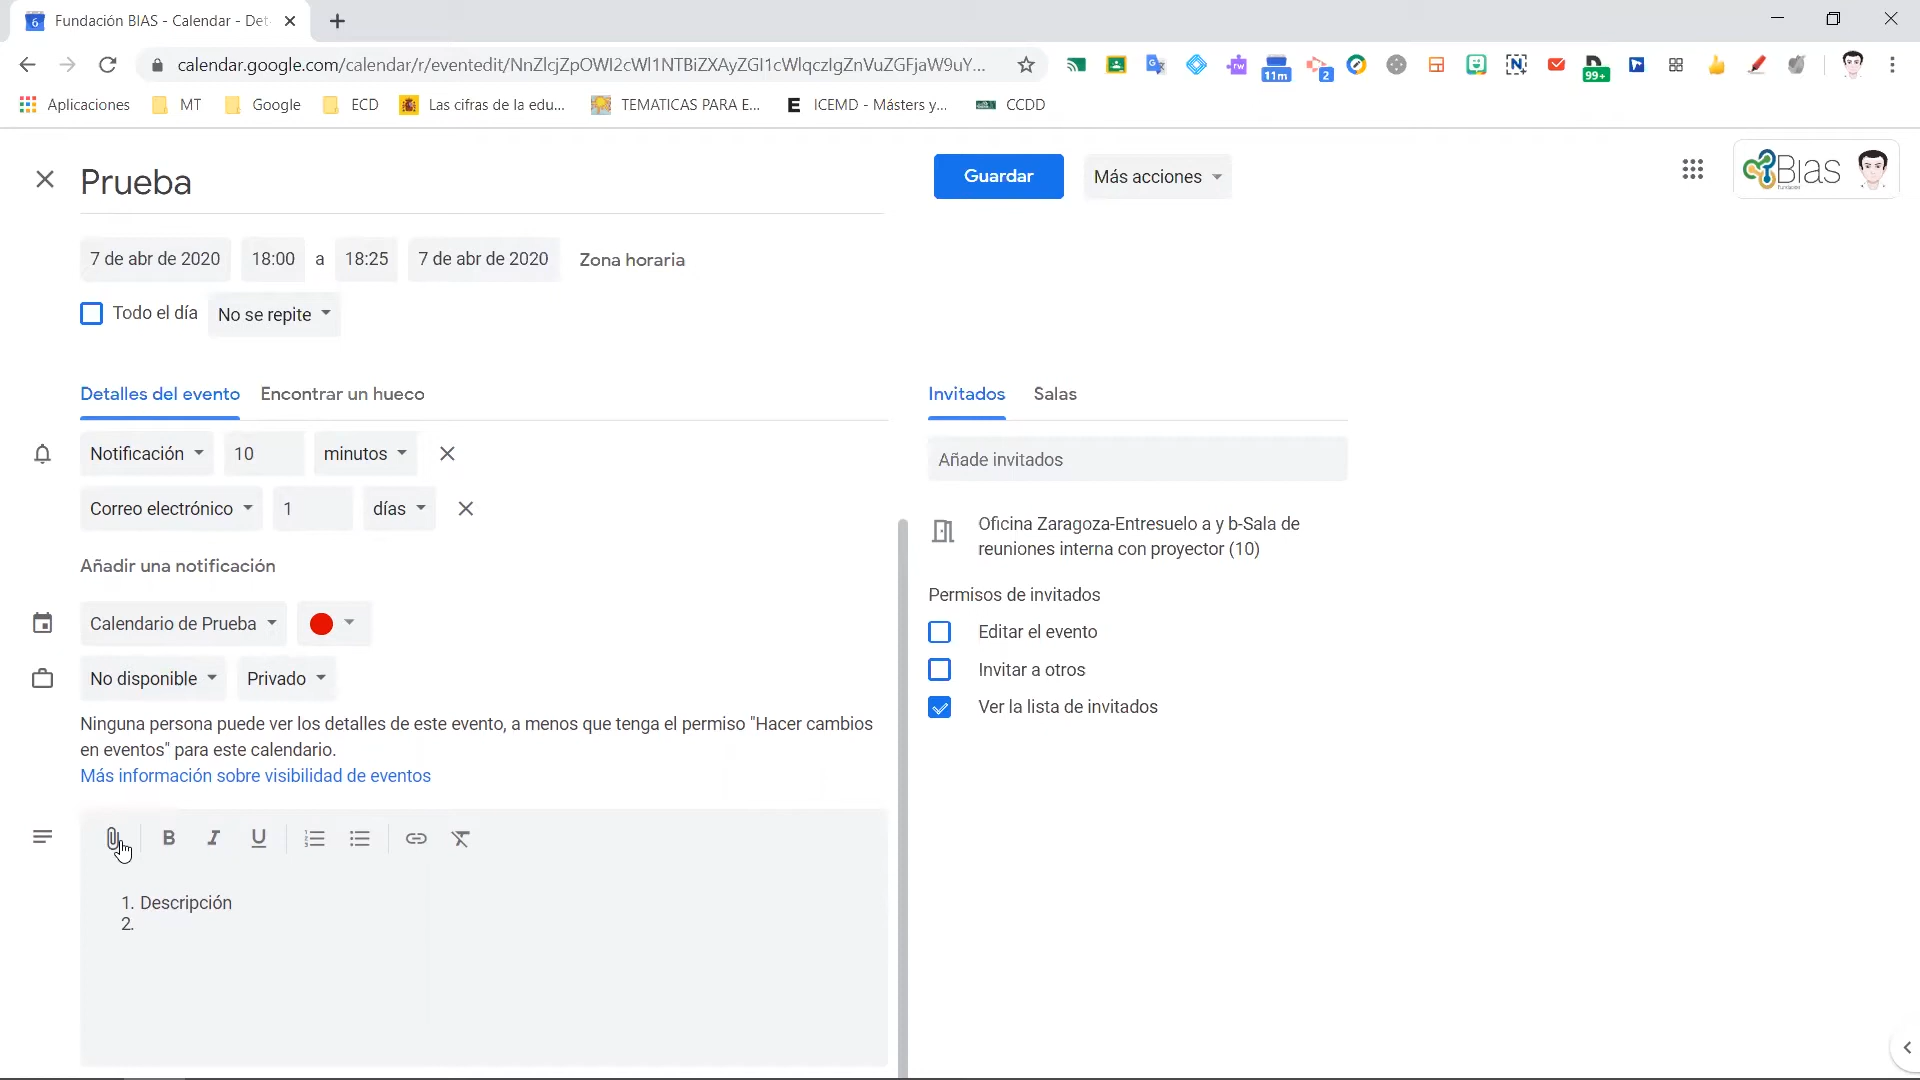 Fundación BIAS - Calendar - Det
calendar.google.com/calendar/r/eventedit/NnZlcjZpOWI2cWl1NTBiZXAyZGI1cWlqczIgZnVuZGFjaW9uY...
11m
2
99+
Aplicaciones
MT
Google
ECD
Las cifras de la edu...
TEMATICAS PARA E...
ICEMD - Másters y...
CCDD
Prueba
Guardar
Más acciones
Bias
7 de abr de 2020
18:00
a
18:25
7 de abr de 2020
Zona horaria
Todo el día
No se repite
Detalles del evento
Encontrar un hueco
Invitados
Salas
Notificación
10
minutos
Correo electrónico
1
días
Añadir una notificación
Calendario de Prueba
No disponible
Privado
Ninguna persona puede ver los detalles de este evento, a menos que tenga el permiso "Hacer cambios
en eventos" para este calendario.
Más información sobre visibilidad de eventos
1. Descripción
2.
Añade invitados
Oficina Zaragoza-Entresuelo a y b-Sala de
reuniones interna con proyector (10)
Permisos de invitados
Editar el evento
Invitar a otros
Ver la lista de invitados